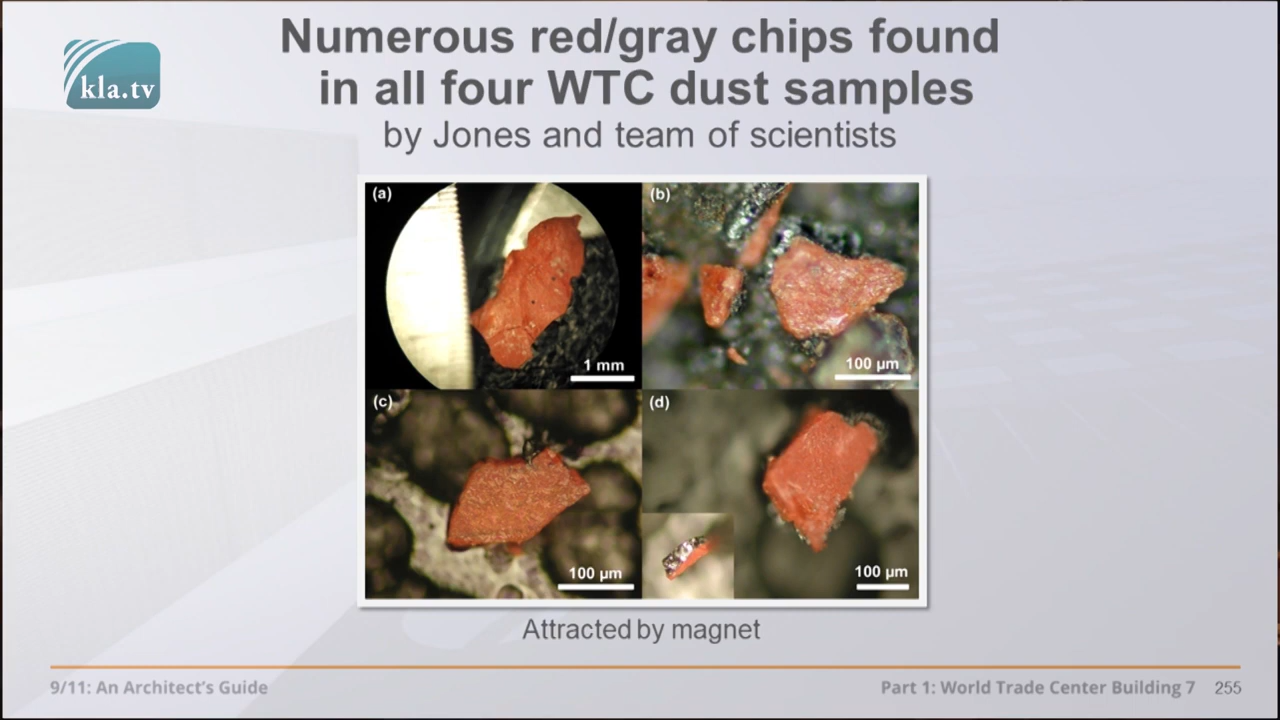 Numerous red/gray chips found
in all four WTC dust samples
by Jones and team of scientists
kla.tv
(a)
1 mm
(b)
100 µm
(c)
100 µm
(d)
100 µm
Attracted by magnet
9/11: An Architect's Guide
Part 1: World Trade Center Building 7 255